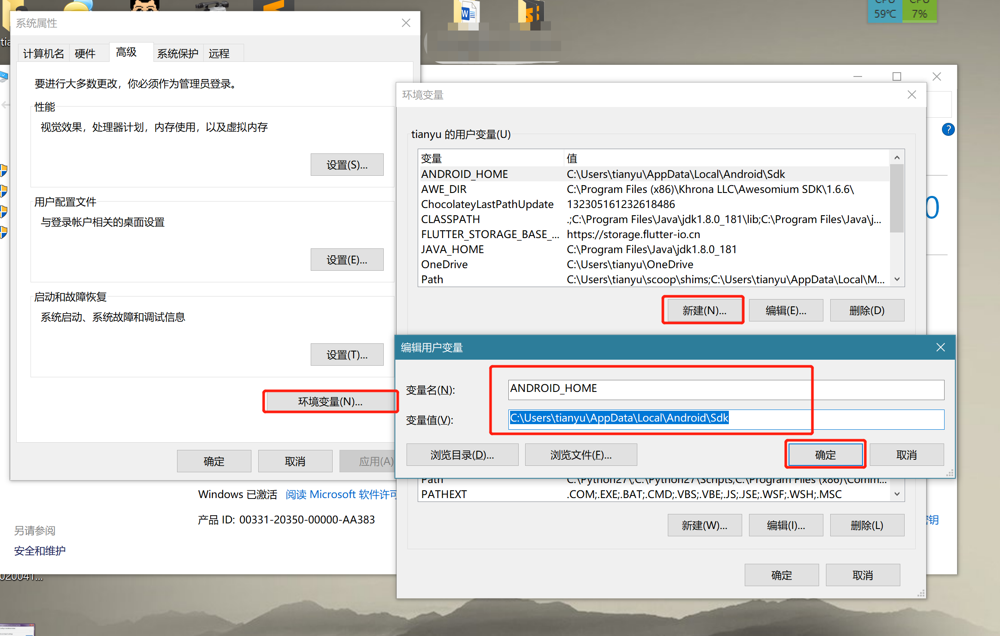 CPU CPU
59℃ 7%
系统属性
tia
计算机名 硬件 高级 系统保护 远程
要进行大多数更改，你必须作为管理员登录。
性能
视觉效果，处理器计划，内存使用，以及虚拟内存
设置(S)...
用户配置文件
与登录帐户相关的桌面设置
设置(E)...
启动和故障恢复
系统启动、系统故障和调试信息
设置(T)...
环境变量(N)...
确定 取消 应用(A)
环境变量
tianyu 的用户变量(U)
变量 值
ANDROID_HOME C:\Users\tianyu\AppData\Local\Android\Sdk
AWE_DIR C:\Program Files (x86)\Khrona LLC\Awesomium SDK\1.6.6\
ChocolateyLastPathUpdate 132305161232618486
CLASSPATH .;C:\Program Files\Java\jdk1.8.0_181\lib;C:\Program Files\Java\j...
FLUTTER_STORAGE_BASE_... https://storage.flutter-io.cn
JAVA_HOME C:\Program Files\Java\jdk1.8.0_181
OneDrive C:\Users\tianyu\OneDrive
Path C:\Users\tianyu\scoop\shims;C:\Users\tianyu\AppData\Local\M...
新建(N)... 编辑(E)... 删除(D)
编辑用户变量
变量名(N): ANDROID_HOME
变量值(V): C:\Users\tianyu\AppData\Local\Android\Sdk
浏览目录(D)... 浏览文件(F)... 确定 取消
Path C:\Python27\;C:\Python27\Scripts;C:\Program Files (x86)\Comm...
PATHEXT .COM;.EXE;.BAT;.CMD;.VBS;.VBE;.JS;.JSE;.WSF;.WSH;.MSC
新建(W)... 编辑(I)... 删除(L)
确定 取消
0
?
Windows 已激活 阅读 Microsoft 软件许可
产品 ID: 00331-20350-00000-AA383
密钥
另请参阅
安全和维护
020041...